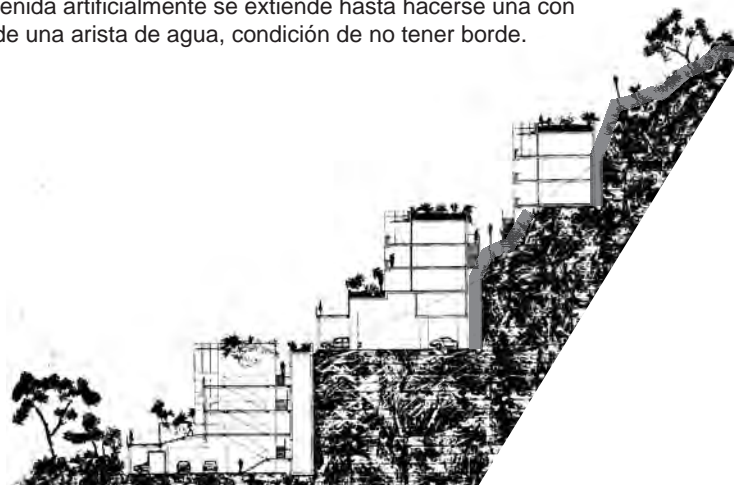 enida artificialmente se extiende hasta hacerse una con
de una arista de agua, condición de no tener borde.